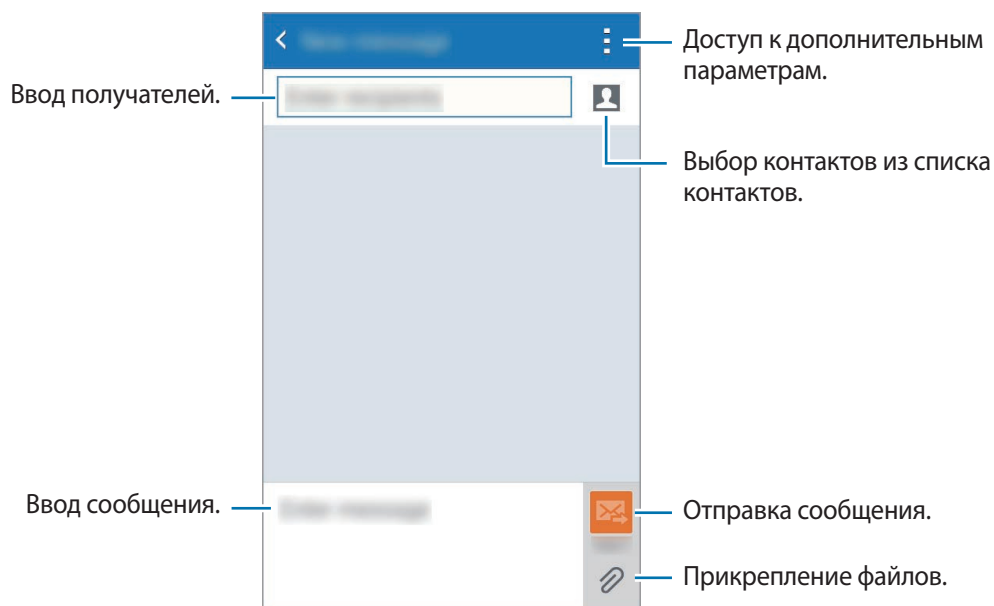 Доступ к дополнительным
параметрам.
Ввод получателей.
Выбор контактов из списка
контактов.
Ввод сообщения.
Отправка сообщения.
Прикрепление файлов.